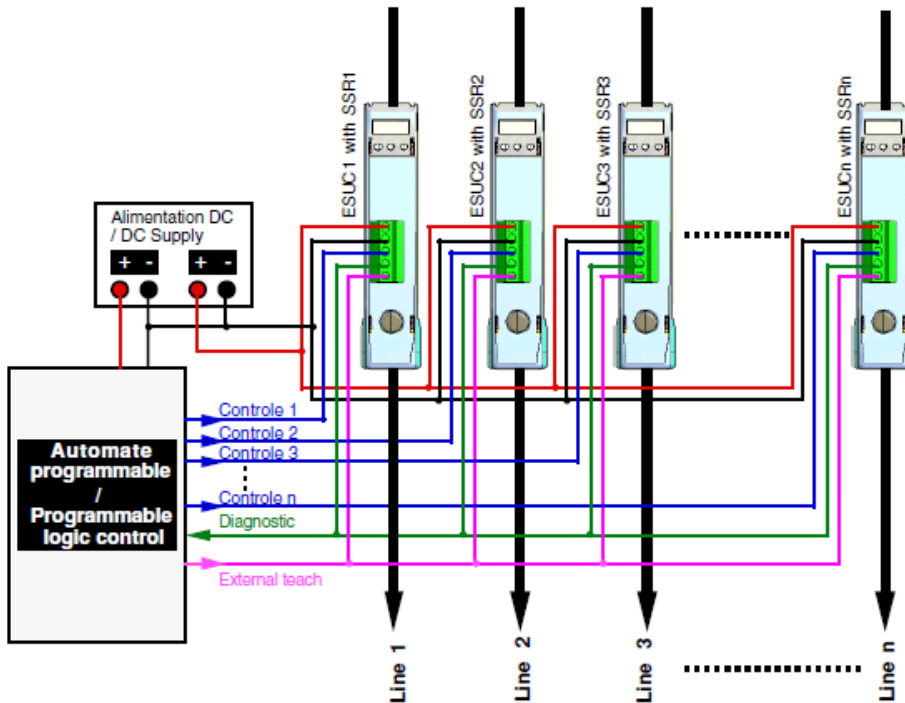 ESUC1 with SSR1
ESUC2 with SSR2
ESUC3 with SSR3
ESUCn with SSRn
Alimentation DC
/ DC Supply
+ - + -
Automate
programmable
/
Programmable
logic control
Controle 1
Controle 2
Controle 3
Controle n
Diagnostic
External teach
Line 1
Line 2
Line 3
Line n